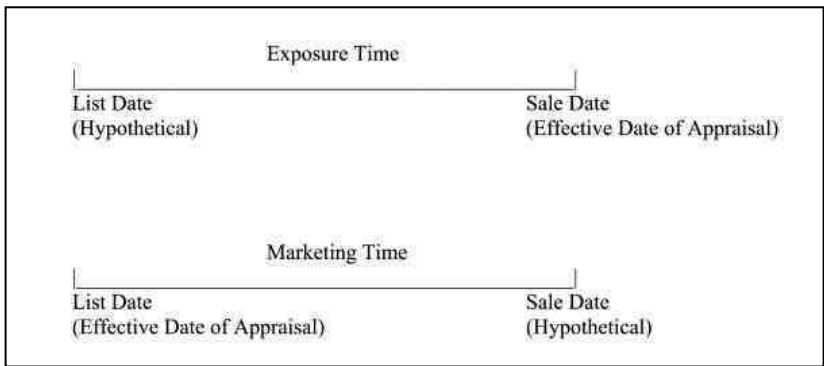 Exposure Time
List Date Sale Date
(Hypothetical) (Effective Date of Appraisal)
Marketing Time
List Date Sale Date
(Effective Date of Appraisal) (Hypothetical)